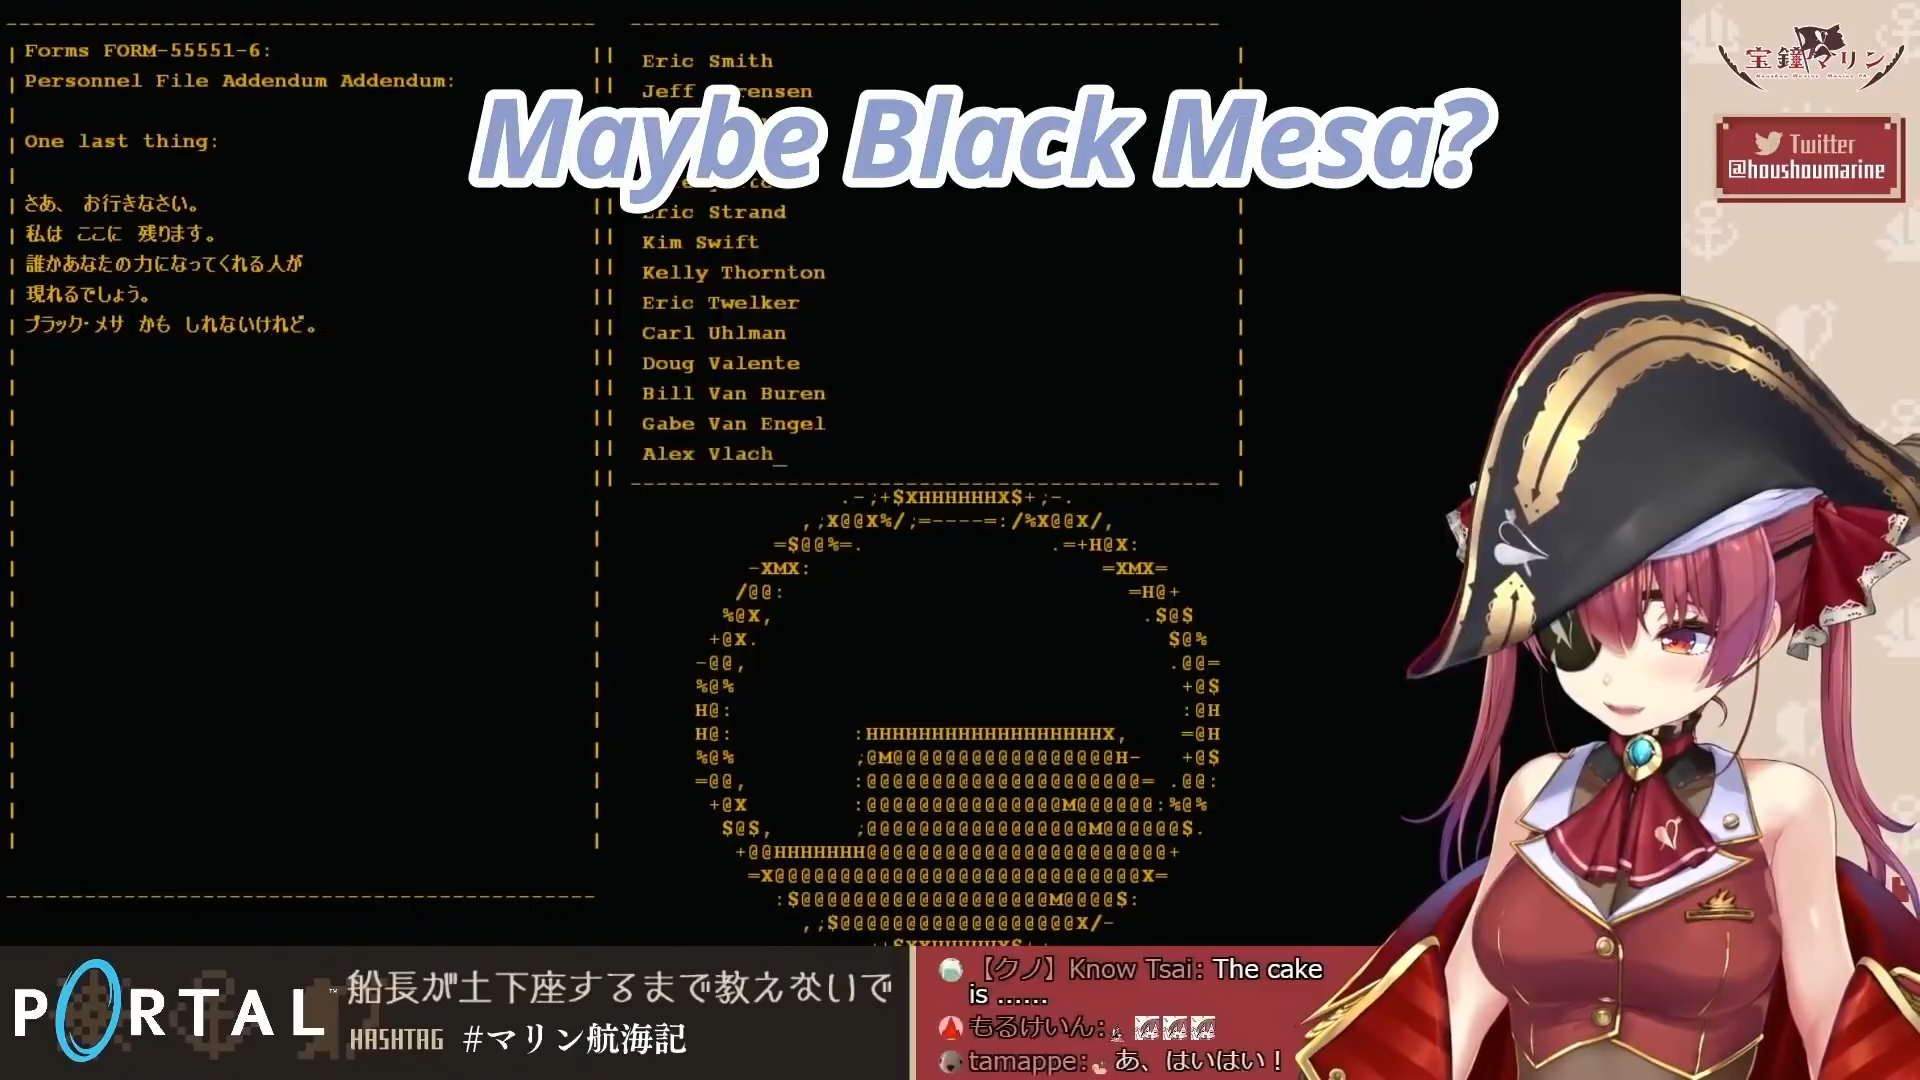 Forms FORM-55551-6:
Personnel File Addendum Addendum:
One last thing:
さあ、 お行きなさい。
私は ここに 残ります。
誰かあなたの力になってくれる人が
現れるでしょう。
ブラック・メサ かも しれないけれど。
Eric Smith
Jeff rensen
Maybe Black Mesa?
Eric Strand
Kim Swift
Kelly Thornton
Eric Twelker
Carl Uhlman
Doug Valente
Bill Van Buren
Gabe Van Engel
Alex Vlach_
宝鐘マリン
Twitter
@houshoumarine
PORTAL™
船長が土下座するまで教えないで
HASHTAG #マリン航海記
【クノ】Know Tsai: The cake
is ......
もるけいん:
tamappe: あ、はいはい！